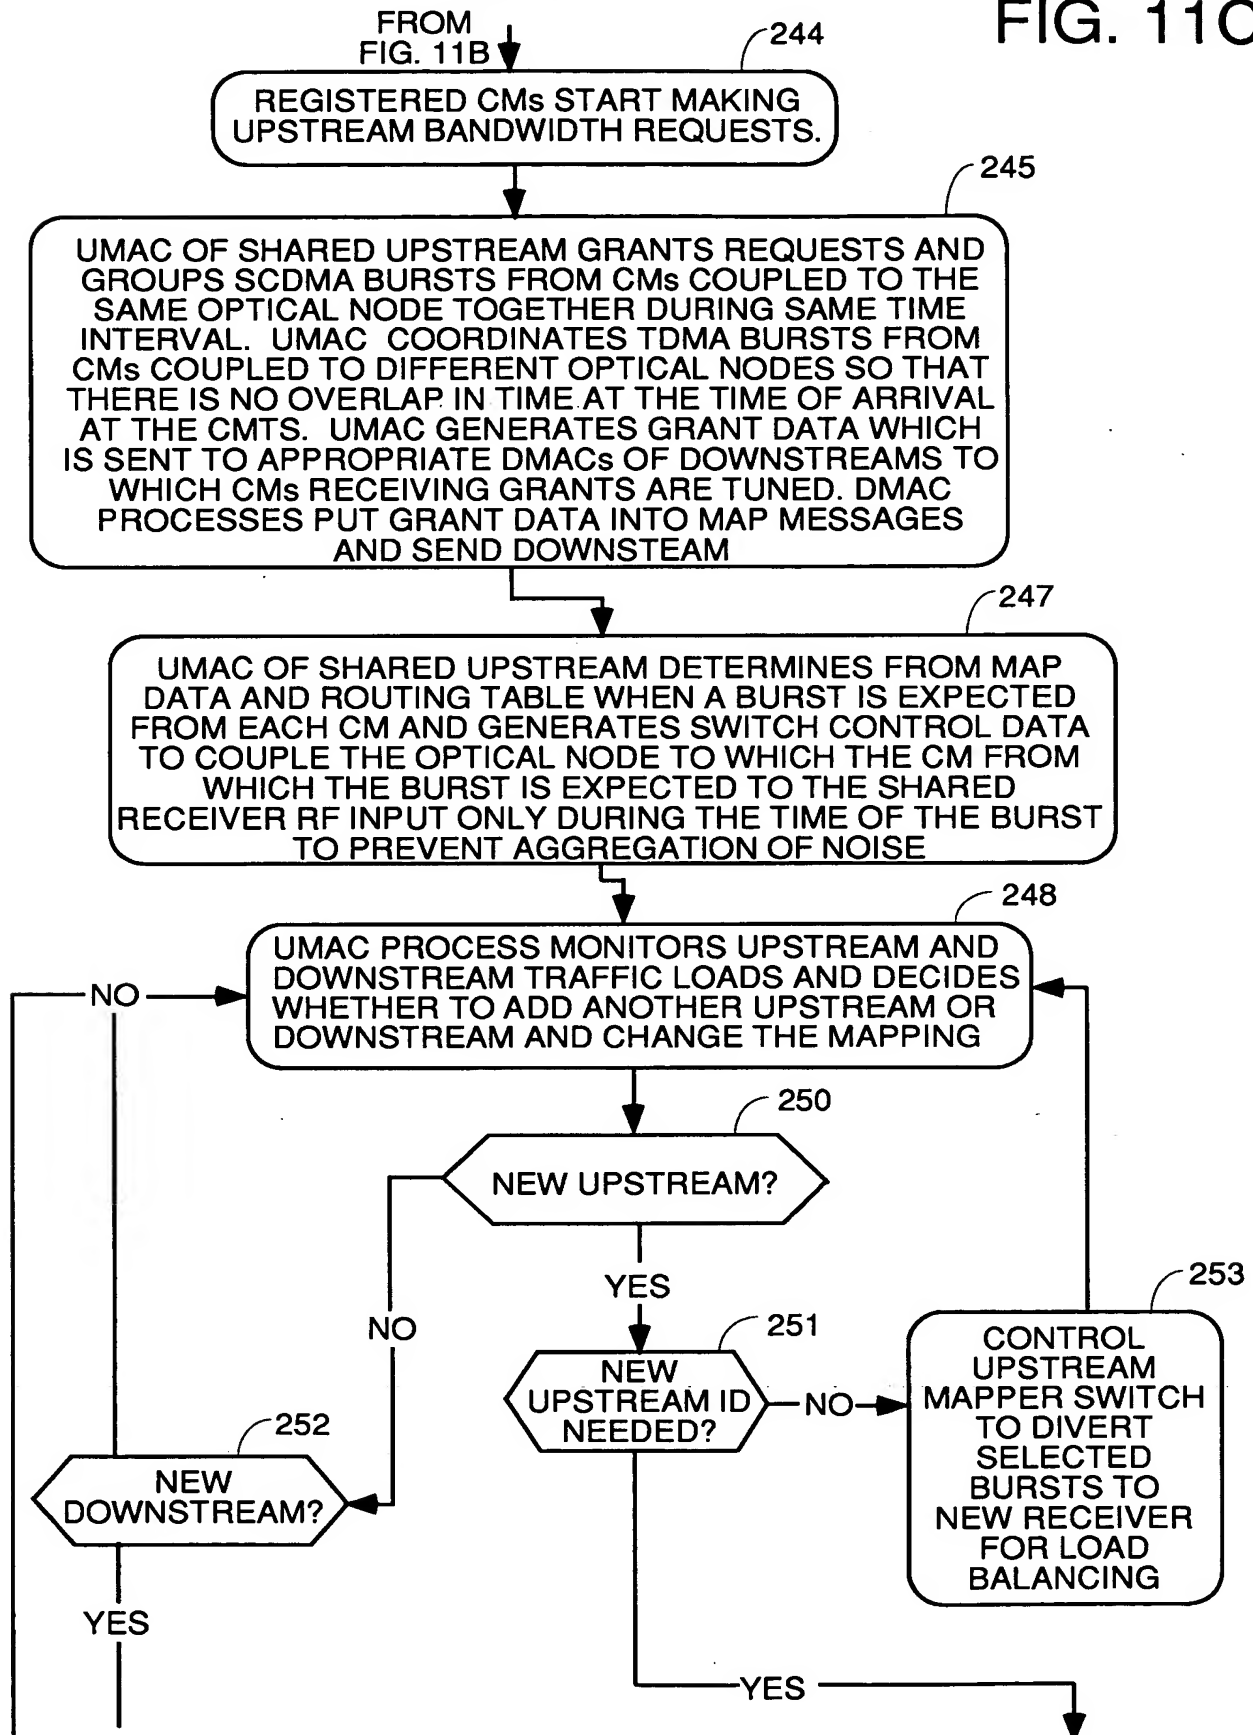 FROM
FIG. 11B
FIG. 11C
244
REGISTERED CMs START MAKING
UPSTREAM BANDWIDTH REQUESTS.
245
UMAC OF SHARED UPSTREAM GRANTS REQUESTS AND
GROUPS SCDMA BURSTS FROM CMs COUPLED TO THE
SAME OPTICAL NODE TOGETHER DURING SAME TIME
INTERVAL. UMAC COORDINATES TDMA BURSTS FROM
CMs COUPLED TO DIFFERENT OPTICAL NODES SO THAT
THERE IS NO OVERLAP IN TIME AT THE TIME OF ARRIVAL
AT THE CMTS. UMAC GENERATES GRANT DATA WHICH
IS SENT TO APPROPRIATE DMACs OF DOWNSTREAMS TO
WHICH CMs RECEIVING GRANTS ARE TUNED. DMAC
PROCESSES PUT GRANT DATA INTO MAP MESSAGES
AND SEND DOWNSTEAM
247
UMAC OF SHARED UPSTREAM DETERMINES FROM MAP
DATA AND ROUTING TABLE WHEN A BURST IS EXPECTED
FROM EACH CM AND GENERATES SWITCH CONTROL DATA
TO COUPLE THE OPTICAL NODE TO WHICH THE CM FROM
WHICH THE BURST IS EXPECTED TO THE SHARED
RECEIVER RF INPUT ONLY DURING THE TIME OF THE BURST
TO PREVENT AGGREGATION OF NOISE
248
UMAC PROCESS MONITORS UPSTREAM AND
DOWNSTREAM TRAFFIC LOADS AND DECIDES
WHETHER TO ADD ANOTHER UPSTREAM OR
DOWNSTREAM AND CHANGE THE MAPPING
NO
250
NEW UPSTREAM?
YES
NO
251
NEW
UPSTREAM ID
NEEDED?
NO
253
CONTROL
UPSTREAM
MAPPER SWITCH
TO DIVERT
SELECTED
BURSTS TO
NEW RECEIVER
FOR LOAD
BALANCING
252
NEW
DOWNSTREAM?
YES
YES